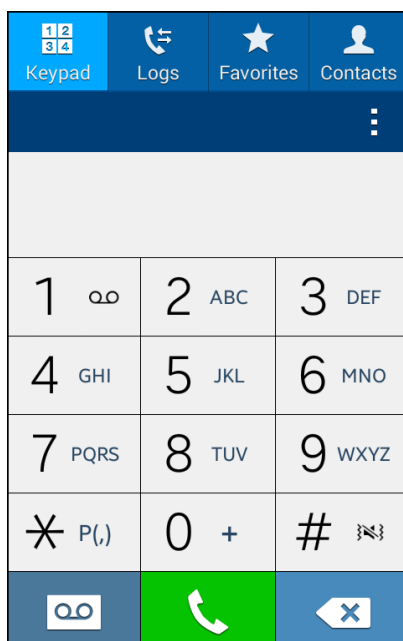 1 2
3 4
Keypad Logs Favorites Contacts
1 2 ABC 3 DEF
4 GHI 5 JKL 6 MNO
7 PQRS 8 TUV 9 WXYZ
* P(,) 0 + #